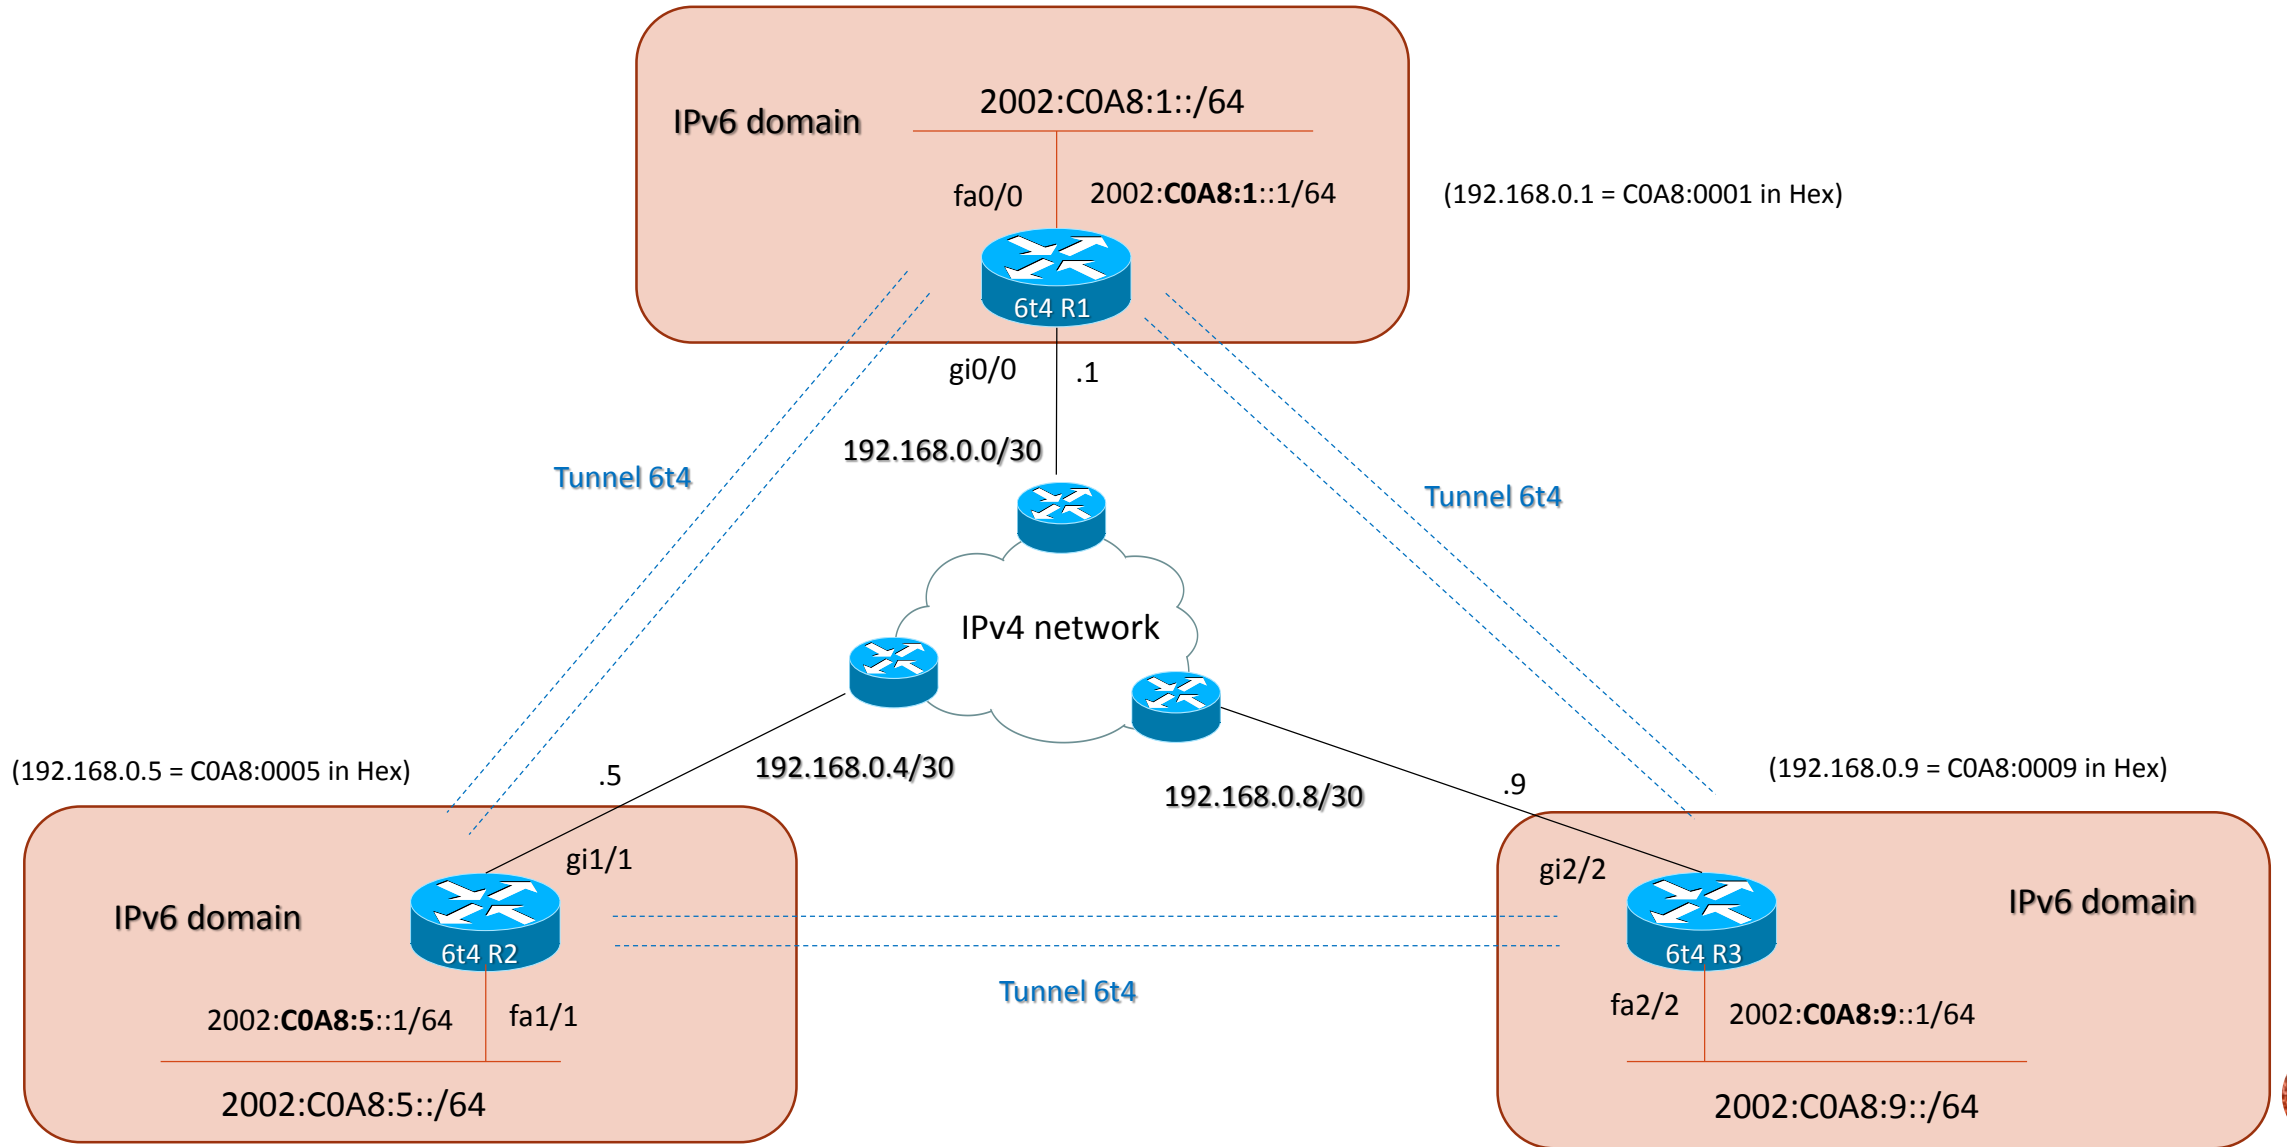 2002:C0A8:1::/64
IPv6 domain
fa0/0
2002:C0A8:1::1/64
(192.168.0.1 = C0A8:0001 in Hex)
6t4 R1
gi0/0
.1
192.168.0.0/30
Tunnel 6t4
Tunnel 6t4
IPv4 network
(192.168.0.5 = C0A8:0005 in Hex)
.5
192.168.0.4/30
192.168.0.8/30
.9
(192.168.0.9 = C0A8:0009 in Hex)
gi1/1
gi2/2
IPv6 domain
6t4 R2
6t4 R3
IPv6 domain
Tunnel 6t4
2002:C0A8:5::1/64
fa1/1
fa2/2
2002:C0A8:9::1/64
2002:C0A8:5::/64
2002:C0A8:9::/64